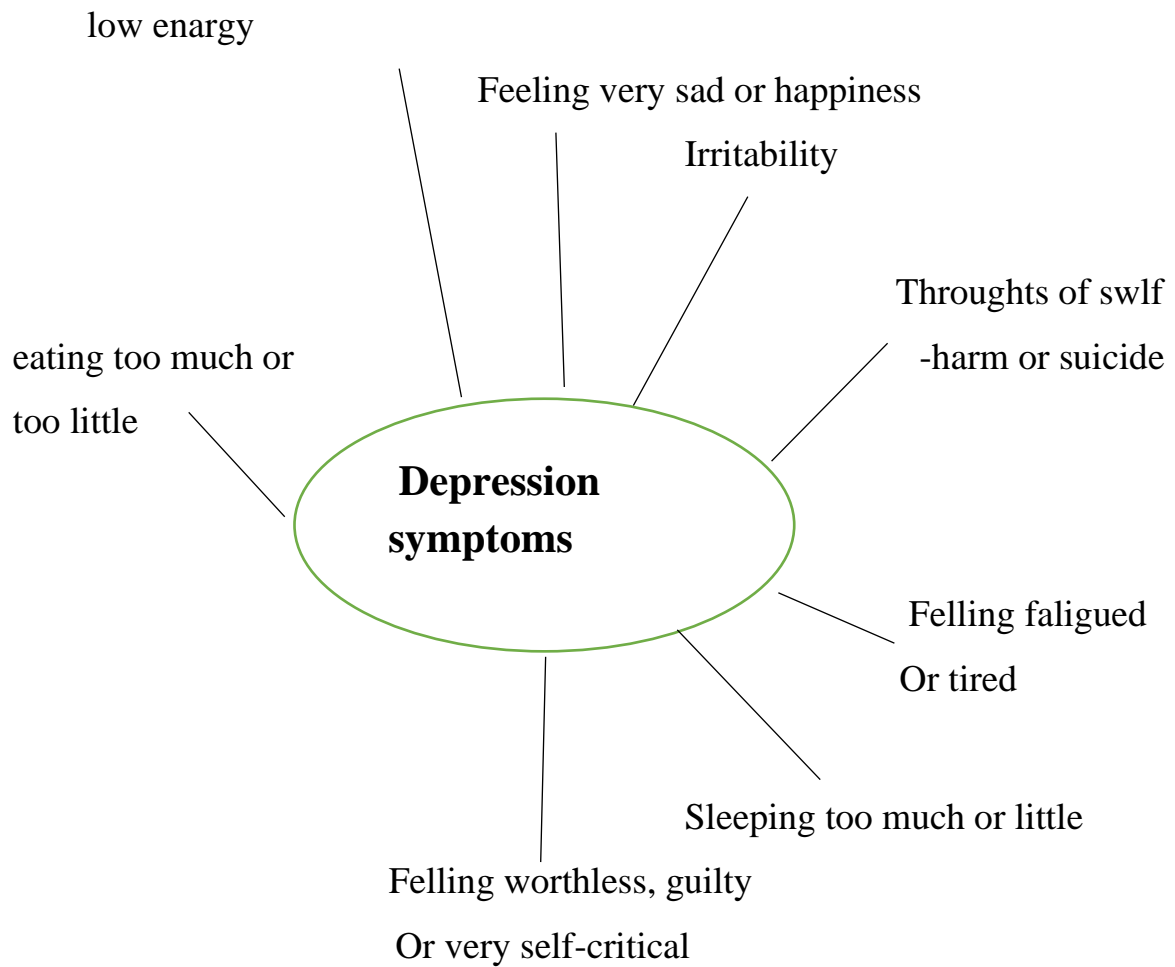 low enargy
Feeling very sad or happiness
Irritability
Throughts of swlf
-harm or suicide
eating too much or
too little
Depression
symptoms
Felling faligued
Or tired
Sleeping too much or little
Felling worthless, guilty
Or very self-critical